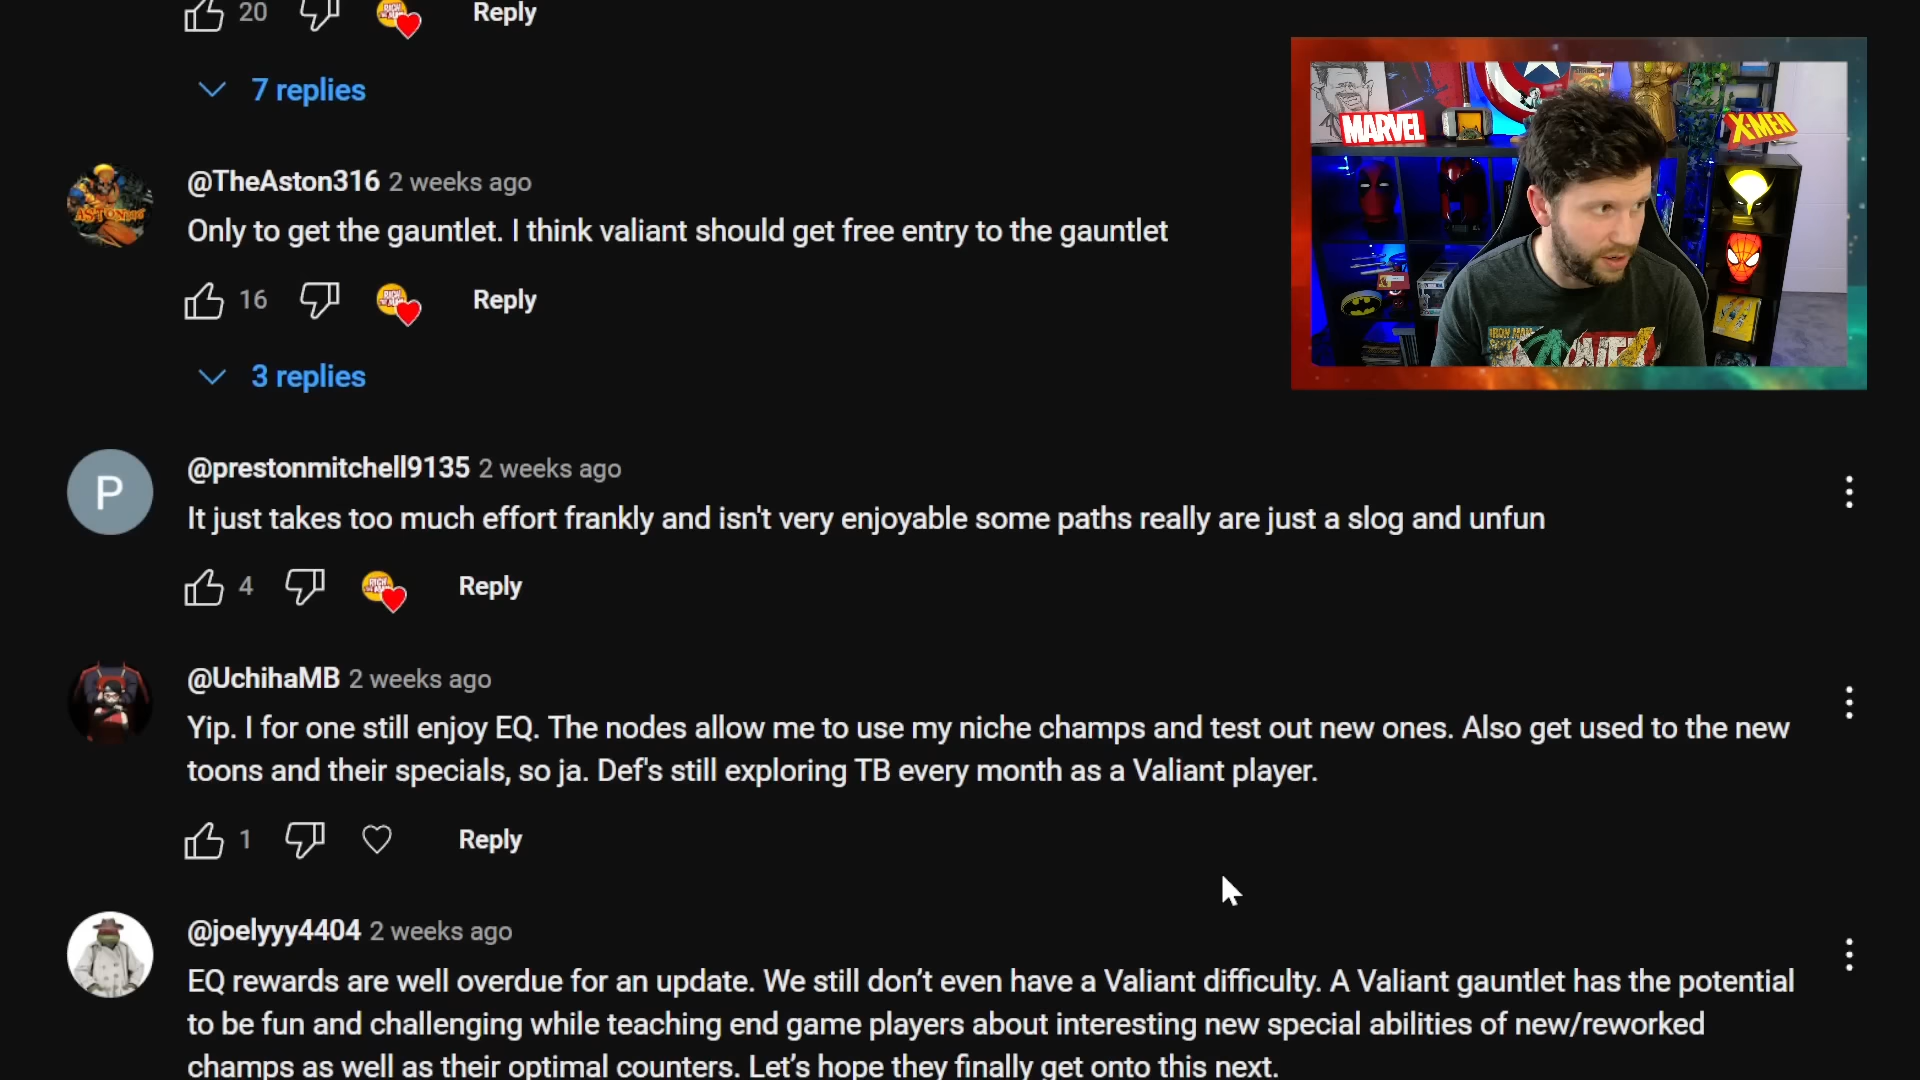 20
Reply
7 replies
MARVEL
X-MEN
@TheAston316 2 weeks ago
Only to get the gauntlet. I think valiant should get free entry to the gauntlet
16
Reply
3 replies
P
@prestonmitchell9135 2 weeks ago
It just takes too much effort frankly and isn't very enjoyable some paths really are just a slog and unfun
4
Reply
@UchihaMB 2 weeks ago
Yip. I for one still enjoy EQ. The nodes allow me to use my niche champs and test out new ones. Also get used to the new
toons and their specials, so ja. Def's still exploring TB every month as a Valiant player.
1
Reply
@joelyyy4404 2 weeks ago
EQ rewards are well overdue for an update. We still don’t even have a Valiant difficulty. A Valiant gauntlet has the potential
to be fun and challenging while teaching end game players about interesting new special abilities of new/reworked
champs as well as their optimal counters. Let’s hope they finally get onto this next.